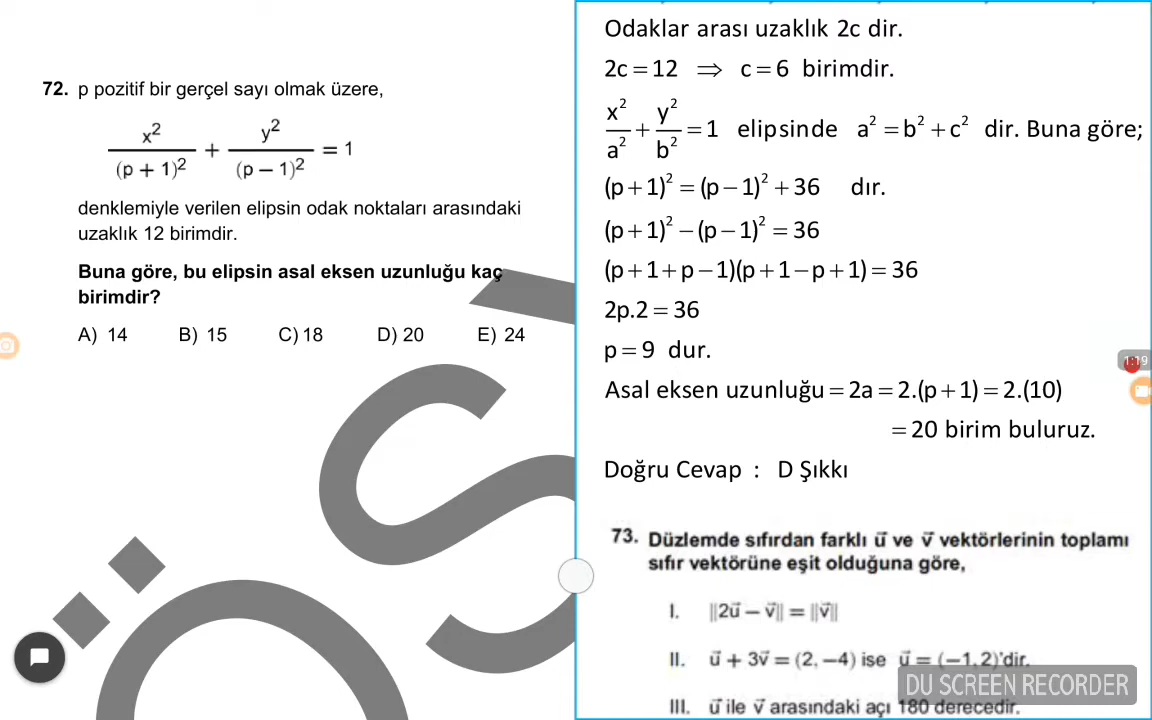 72. p pozitif bir gerçel sayı olmak üzere,
x²/(p + 1)² + y²/(p – 1)² = 1
denklemiyle verilen elipsin odak noktaları arasındaki
uzaklık 12 birimdir.
Buna göre, bu elipsin asal eksen uzunluğu kaç
birimdir?
A) 14 B) 15 C) 18 D) 20 E) 24
Odaklar arası uzaklık 2c dir.
2c = 12 ⇒ c = 6 birimdir.
x²/a² + y²/b² = 1 elipsinde a² = b² + c² dir. Buna göre;
(p + 1)² = (p – 1)² + 36 dır.
(p + 1)² – (p – 1)² = 36
(p + 1 + p – 1)(p + 1 – p + 1) = 36
2p.2 = 36
p = 9 dur.
Asal eksen uzunluğu = 2a = 2.(p + 1) = 2.(10)
= 20 birim buluruz.
Doğru Cevap : D Şıkkı
73. Düzlemde sıfırdan farklı u⃗ ve v⃗ vektörlerinin toplamı
sıfır vektörüne eşit olduğuna göre,
I. ||2u⃗ – v⃗|| = ||v⃗||
II. u⃗ + 3v⃗ = (2, –4) ise u⃗ = (–1, 2)'dir.
III. u⃗ ile v⃗ arasındaki açı 180 derecedir.
1:19
DU SCREEN RECORDER